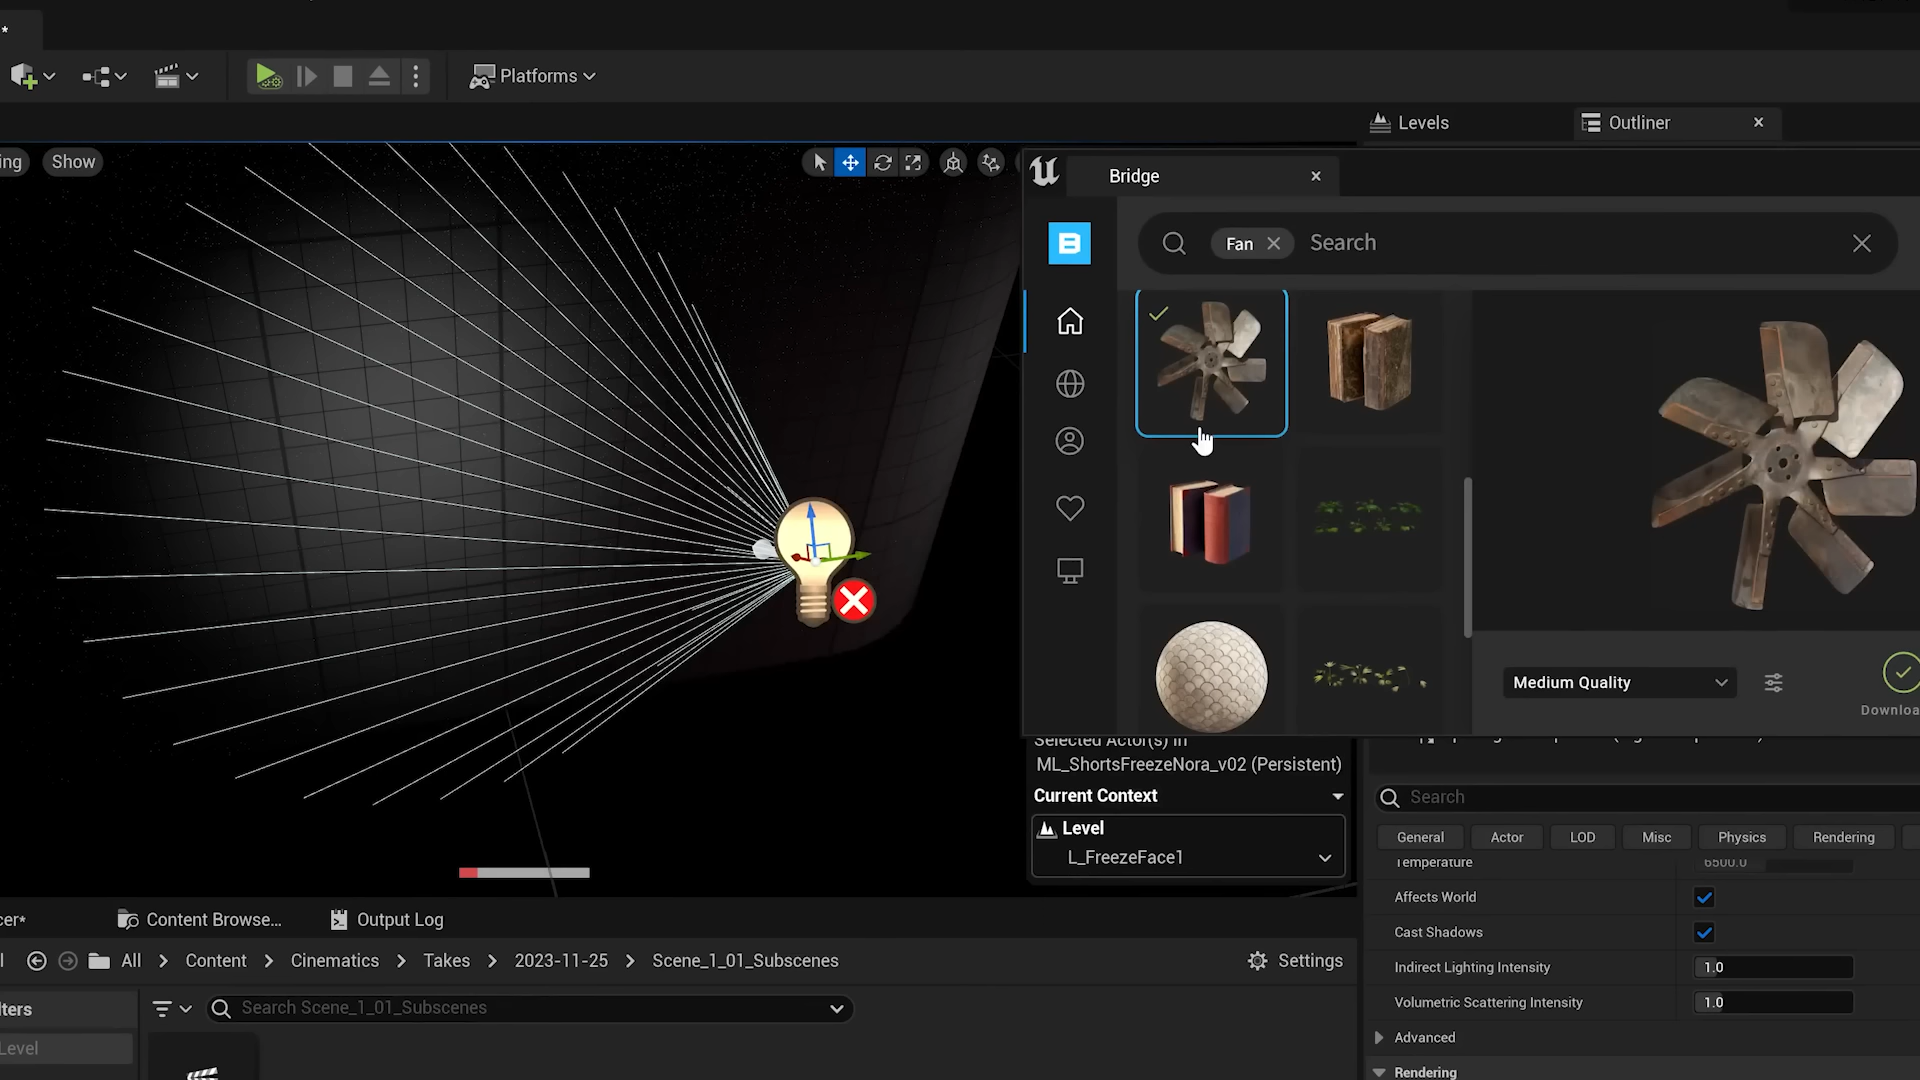 Platforms
Levels
Outliner
ing
Show
Bridge
Fan
Search
Medium Quality
Downloa
Selected Actor(s) in
ML_ShortsFreezeNora_v02 (Persistent)
Current Context
Level
L_FreezeFace1
Search
General
Actor
LOD
Misc
Physics
Rendering
Temperature
6500.0
Affects World
Cast Shadows
Indirect Lighting Intensity
1.0
Volumetric Scattering Intensity
1.0
Advanced
Rendering
cer*
Content Browse...
Output Log
All
Content
Cinematics
Takes
2023-11-25
Scene_1_01_Subscenes
Settings
lters
Search Scene_1_01_Subscenes
Level